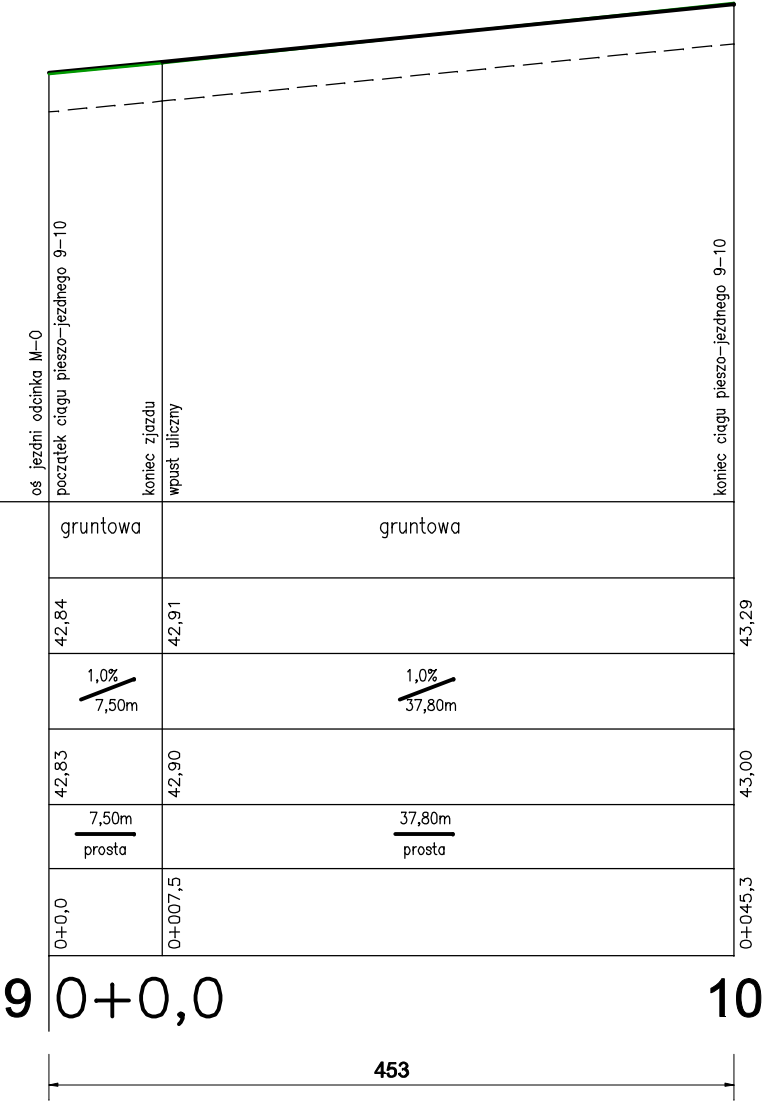 oś jezdni odcinka M-O
początek ciągu pieszo-jezdnego 9-10
koniec zjazdu
wpust uliczny
koniec ciągu pieszo-jezdnego 9-10
gruntowa
gruntowa
42,84
42,91
43,29
1,0%
7,50m
1,0%
37,80m
42,83
42,90
43,00
7,50m
prosta
37,80m
prosta
0+0,0
0+007,5
0+045,3
9 0+0,0
10
453